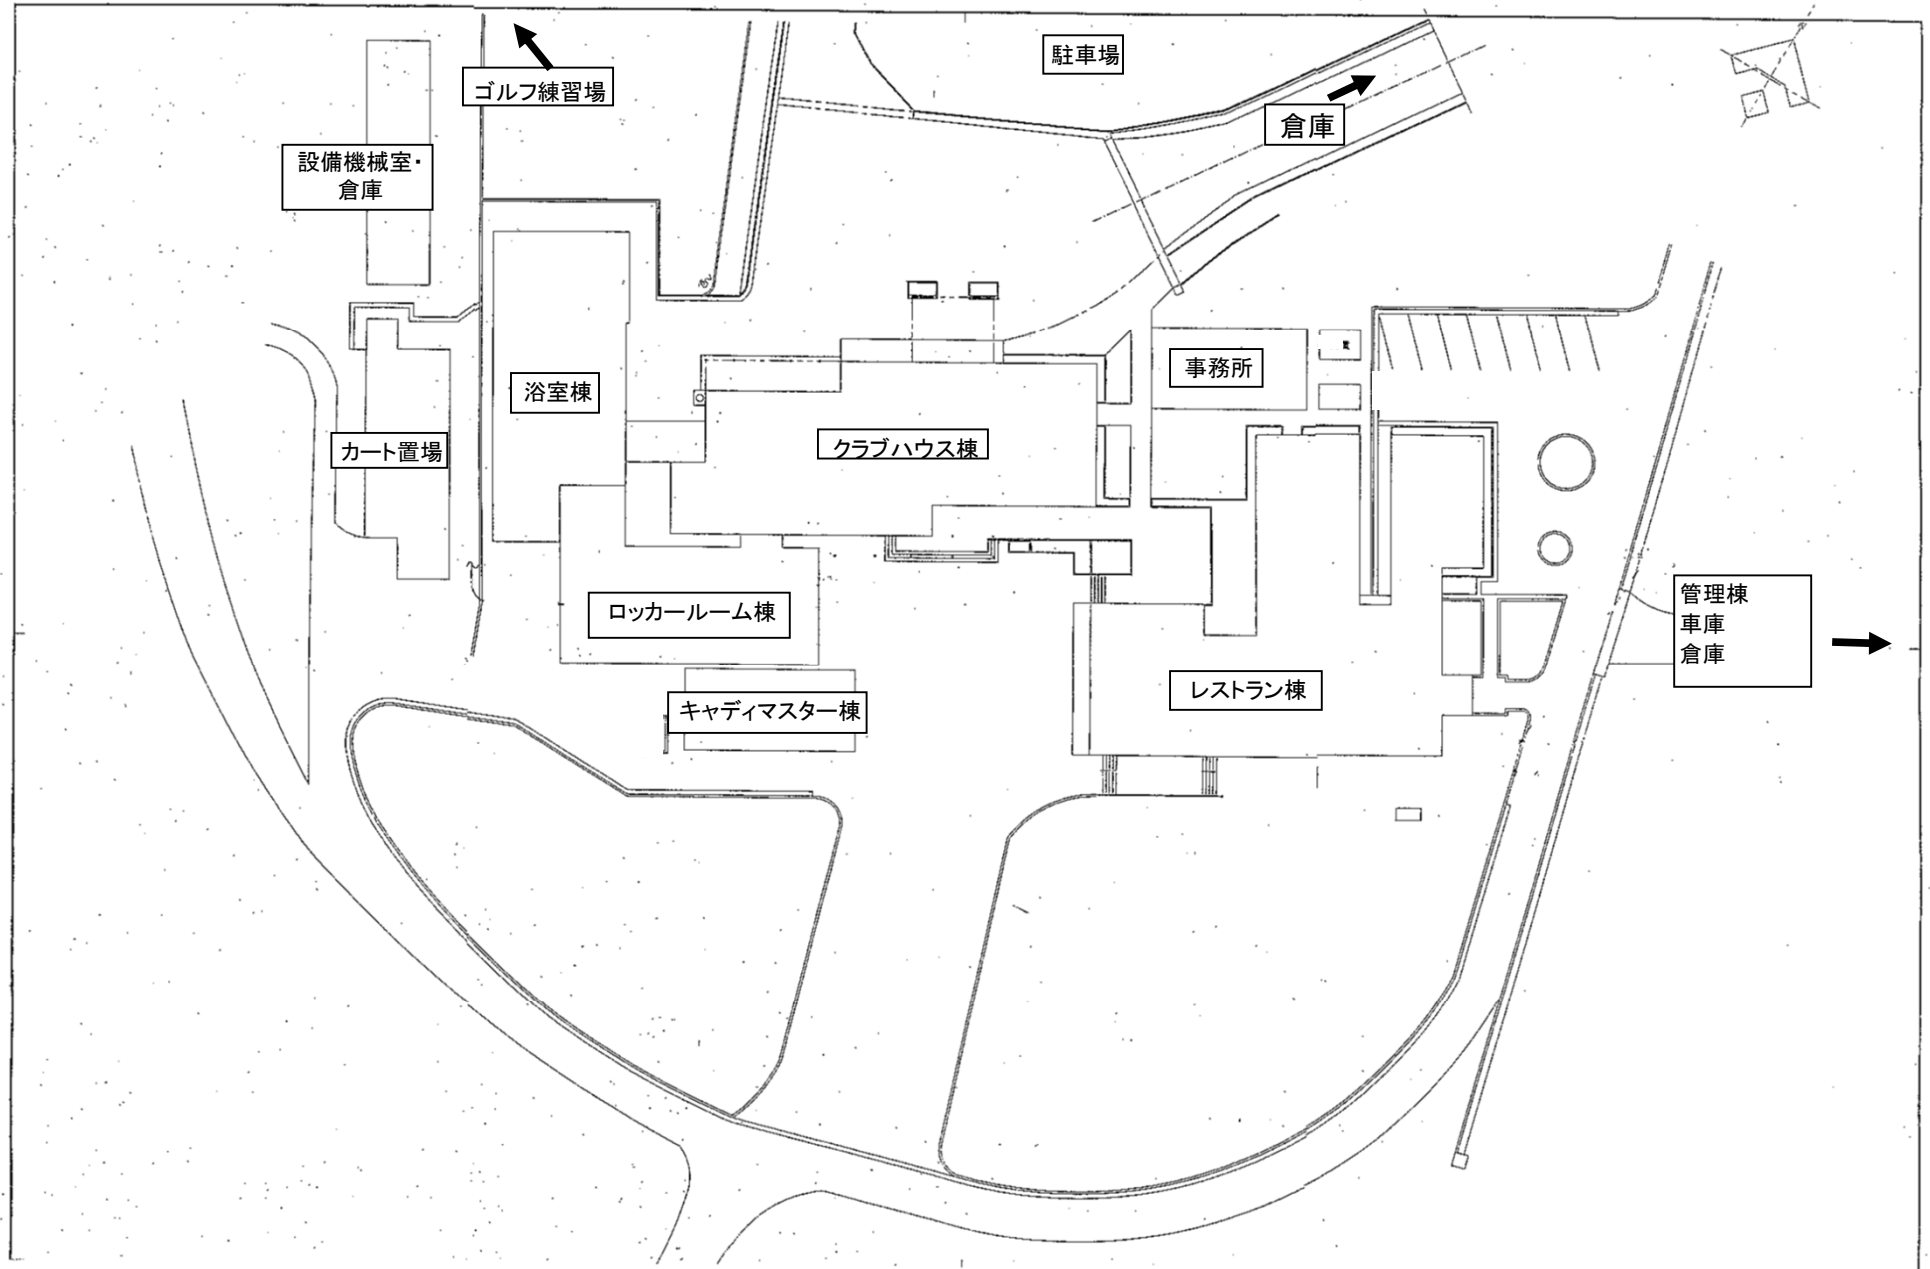 駐車場
ゴルフ練習場
倉庫
設備機械室・
倉庫
事務所
浴室棟
クラブハウス棟
カート置場
管理棟
車庫
倉庫
ロッカールーム棟
レストラン棟
キャディマスター棟